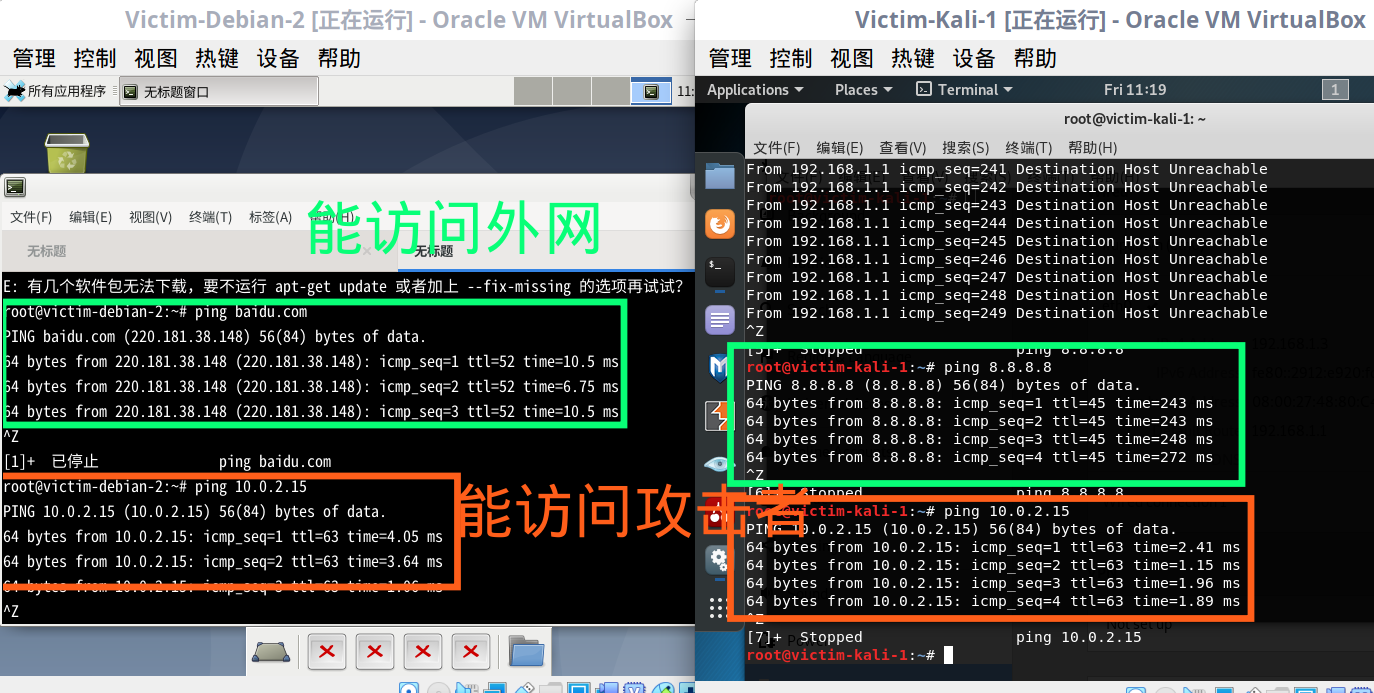 Victim-Debian-2 [正在运行] - Oracle VM VirtualBox
管理 控制 视图 热键 设备 帮助
所有应用程序 无标题窗口 11:
文件(F) 编辑(E) 视图(V) 终端(T) 标签(A) 帮助(H)
能访问外网
无标题 无标题
E: 有几个软件包无法下载，要不运行 apt-get update 或者加上 --fix-missing 的选项再试试？
root@victim-debian-2:~# ping baidu.com
PING baidu.com (220.181.38.148) 56(84) bytes of data.
64 bytes from 220.181.38.148 (220.181.38.148): icmp_seq=1 ttl=52 time=10.5 ms
64 bytes from 220.181.38.148 (220.181.38.148): icmp_seq=2 ttl=52 time=6.75 ms
64 bytes from 220.181.38.148 (220.181.38.148): icmp_seq=3 ttl=52 time=10.5 ms
^Z
[1]+ 已停止 ping baidu.com
root@victim-debian-2:~# ping 10.0.2.15
PING 10.0.2.15 (10.0.2.15) 56(84) bytes of data.
64 bytes from 10.0.2.15: icmp_seq=1 ttl=63 time=4.05 ms
64 bytes from 10.0.2.15: icmp_seq=2 ttl=63 time=3.64 ms
64 bytes from 10.0.2.15: icmp_seq=3 ttl=63 time=1.06 ms
^Z
能访问攻击者
Victim-Kali-1 [正在运行] - Oracle VM VirtualBox
管理 控制 视图 热键 设备 帮助
Applications Places Terminal Fri 11:19 1
root@victim-kali-1: ~
文件(F) 编辑(E) 查看(V) 搜索(S) 终端(T) 帮助(H)
From 192.168.1.1 icmp_seq=241 Destination Host Unreachable
From 192.168.1.1 icmp_seq=242 Destination Host Unreachable
From 192.168.1.1 icmp_seq=243 Destination Host Unreachable
From 192.168.1.1 icmp_seq=244 Destination Host Unreachable
From 192.168.1.1 icmp_seq=245 Destination Host Unreachable
From 192.168.1.1 icmp_seq=246 Destination Host Unreachable
From 192.168.1.1 icmp_seq=247 Destination Host Unreachable
From 192.168.1.1 icmp_seq=248 Destination Host Unreachable
From 192.168.1.1 icmp_seq=249 Destination Host Unreachable
^Z
[5]+ Stopped ping 8.8.8.8
root@victim-kali-1:~# ping 8.8.8.8
PING 8.8.8.8 (8.8.8.8) 56(84) bytes of data.
64 bytes from 8.8.8.8: icmp_seq=1 ttl=45 time=243 ms
64 bytes from 8.8.8.8: icmp_seq=2 ttl=45 time=243 ms
64 bytes from 8.8.8.8: icmp_seq=3 ttl=45 time=248 ms
64 bytes from 8.8.8.8: icmp_seq=4 ttl=45 time=272 ms
^Z
[6]+ Stopped ping 8.8.8.8
root@victim-kali-1:~# ping 10.0.2.15
PING 10.0.2.15 (10.0.2.15) 56(84) bytes of data.
64 bytes from 10.0.2.15: icmp_seq=1 ttl=63 time=2.41 ms
64 bytes from 10.0.2.15: icmp_seq=2 ttl=63 time=1.15 ms
64 bytes from 10.0.2.15: icmp_seq=3 ttl=63 time=1.96 ms
64 bytes from 10.0.2.15: icmp_seq=4 ttl=63 time=1.89 ms
^Z
Not set up
[7]+ Stopped ping 10.0.2.15
root@victim-kali-1:~#